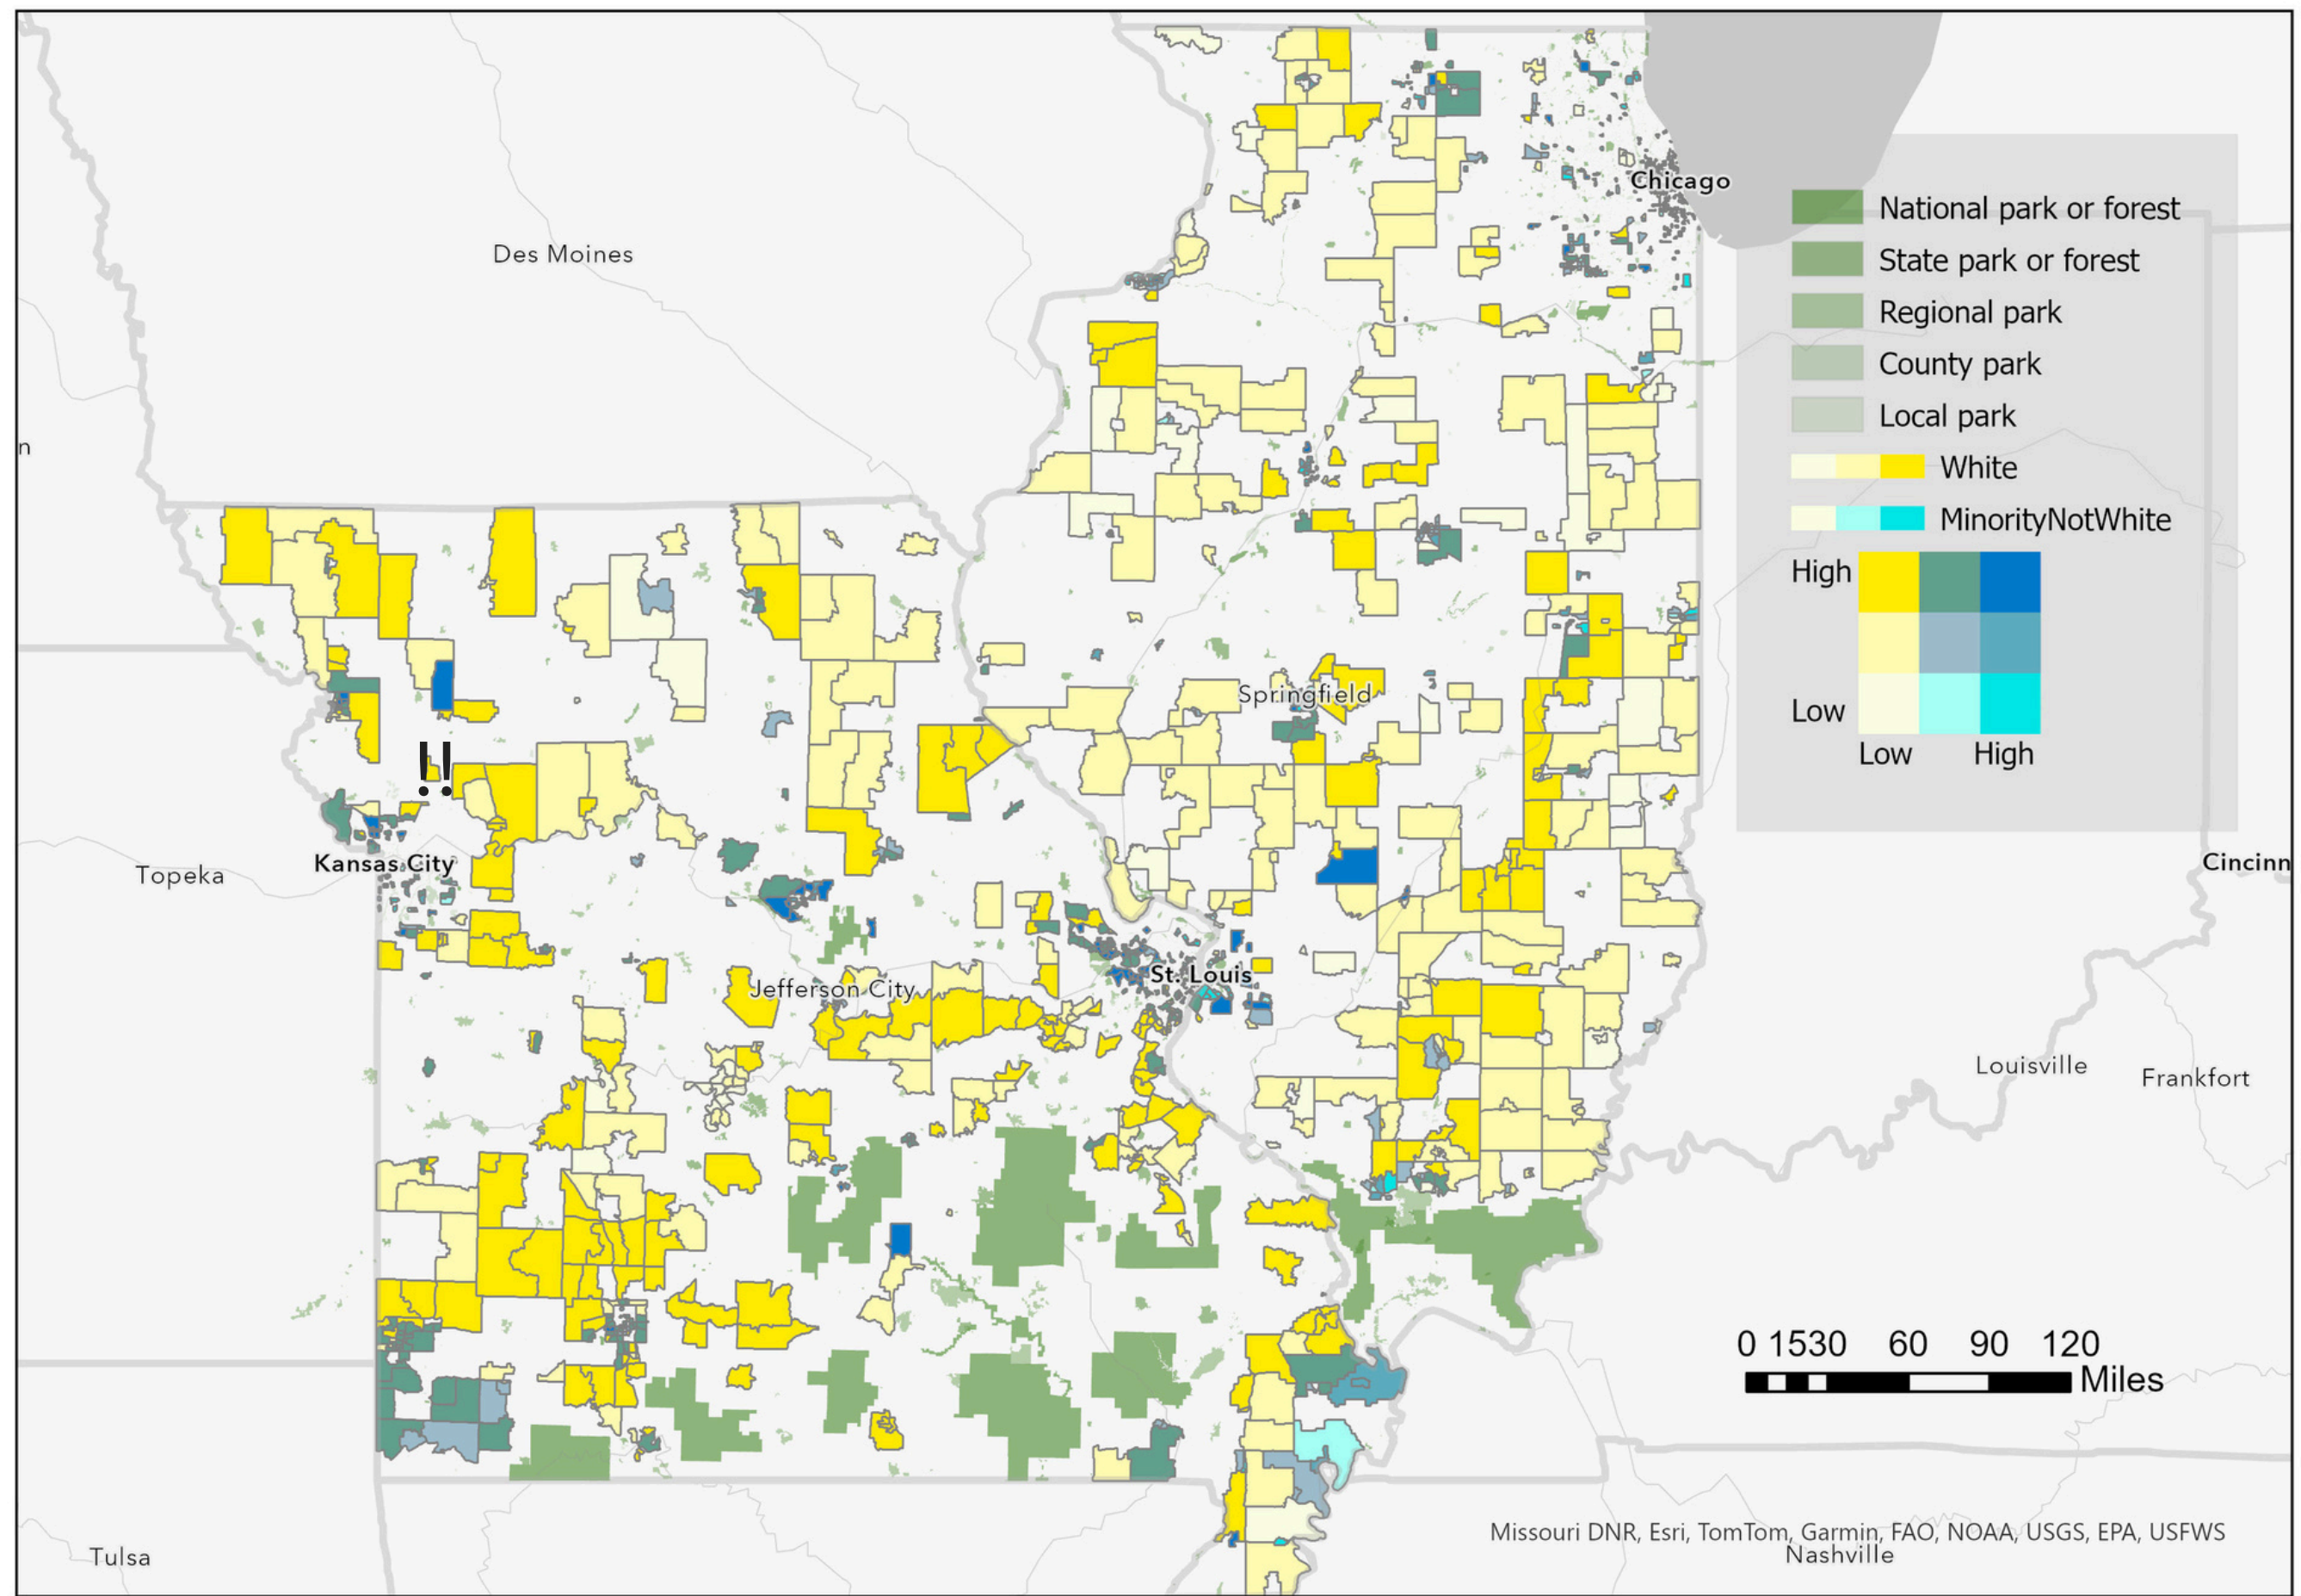 Des Moines
Chicago
n
Springfield
!!
Kansas City
Topeka
Cincinn
St. Louis
Jefferson City
Louisville
Frankfort
Tulsa
Nashville
National park or forest
State park or forest
Regional park
County park
Local park
White
MinorityNotWhite
High
Low
Low High
0 15 30 60 90 120
Miles
Missouri DNR, Esri, TomTom, Garmin, FAO, NOAA, USGS, EPA, USFWS